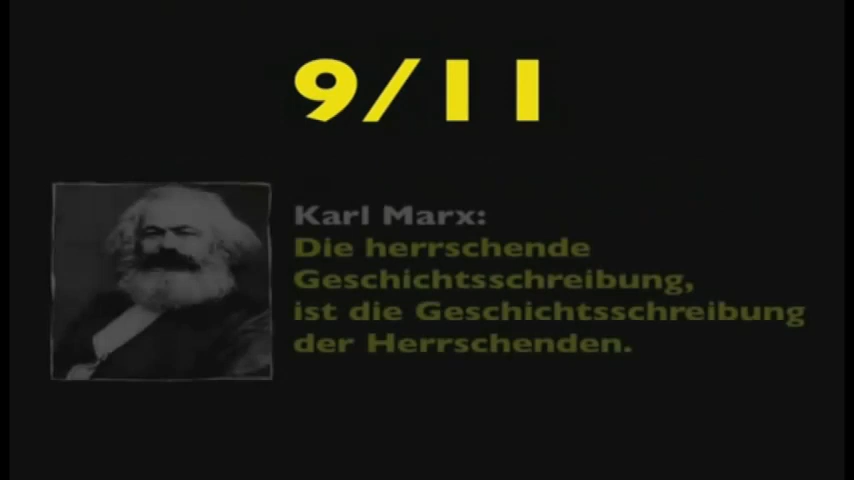 9/11
Karl Marx:
Die herrschende
Geschichtsschreibung,
ist die Geschichtsschreibung
der Herrschenden.